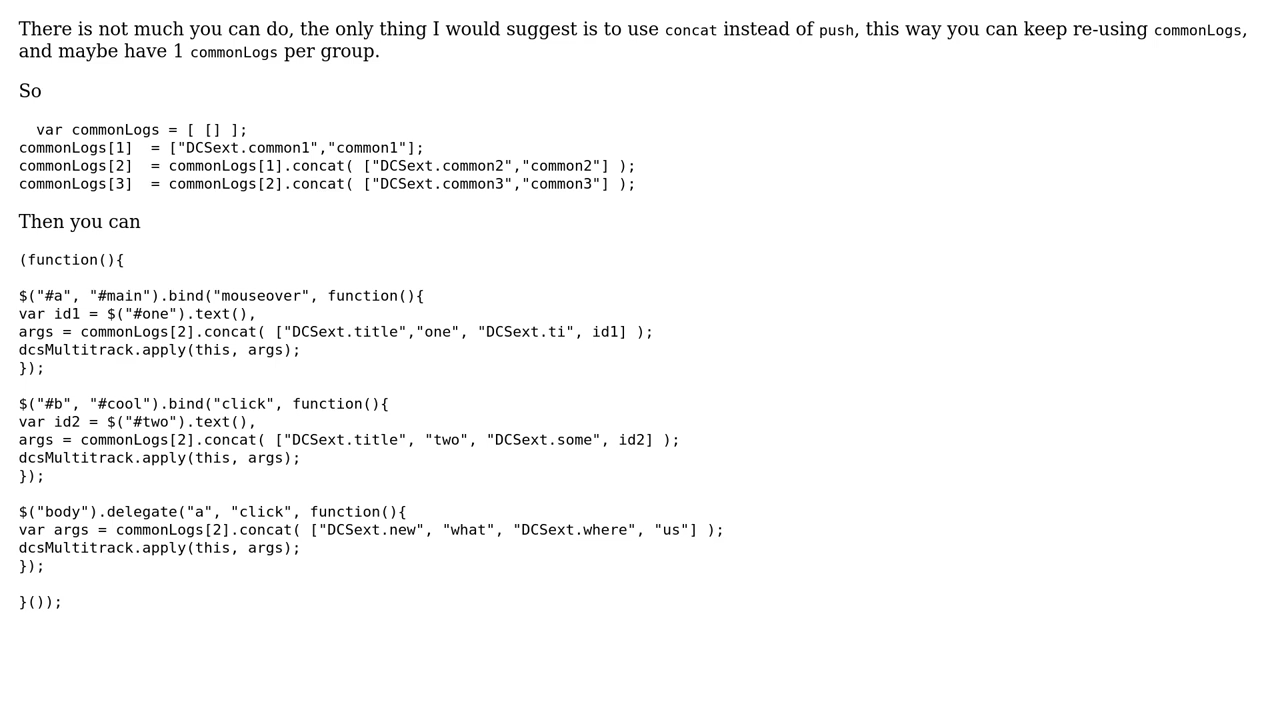 There is not much you can do, the only thing I would suggest is to use concat instead of push, this way you can keep re-using commonLogs,
and maybe have 1 commonLogs per group.
So
  var commonLogs = [ [] ];
commonLogs[1]  = ["DCSext.common1","common1"];
commonLogs[2]  = commonLogs[1].concat( ["DCSext.common2","common2"] );
commonLogs[3]  = commonLogs[2].concat( ["DCSext.common3","common3"] );
Then you can
(function(){
$("#a", "#main").bind("mouseover", function(){
var id1 = $("#one").text(),
args = commonLogs[2].concat( ["DCSext.title","one", "DCSext.ti", id1] );
dcsMultitrack.apply(this, args);
});
$("#b", "#cool").bind("click", function(){
var id2 = $("#two").text(),
args = commonLogs[2].concat( ["DCSext.title", "two", "DCSext.some", id2] );
dcsMultitrack.apply(this, args);
});
$("body").delegate("a", "click", function(){
var args = commonLogs[2].concat( ["DCSext.new", "what", "DCSext.where", "us"] );
dcsMultitrack.apply(this, args);
});
}());